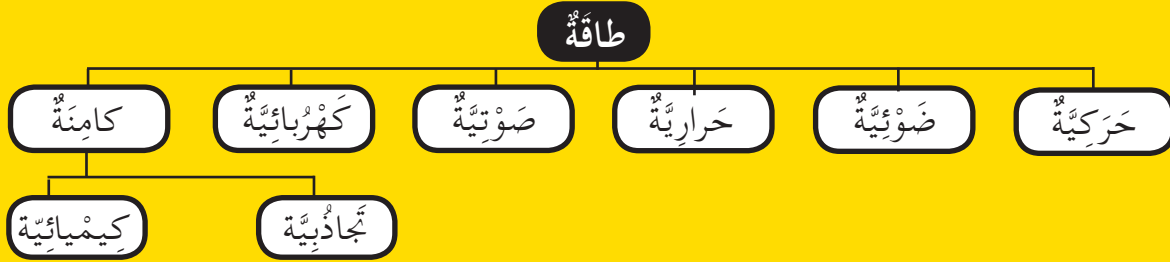 طاقَةٌ
حَرَكِيَّةٌ ضَوْئِيَّةٌ حَرارِيَّةٌ صَوْتِيَّةٌ كَهْرُبائِيَّةٌ كامِنَةٌ
تَجاذُبِيَّة كِيمْيائِيّة